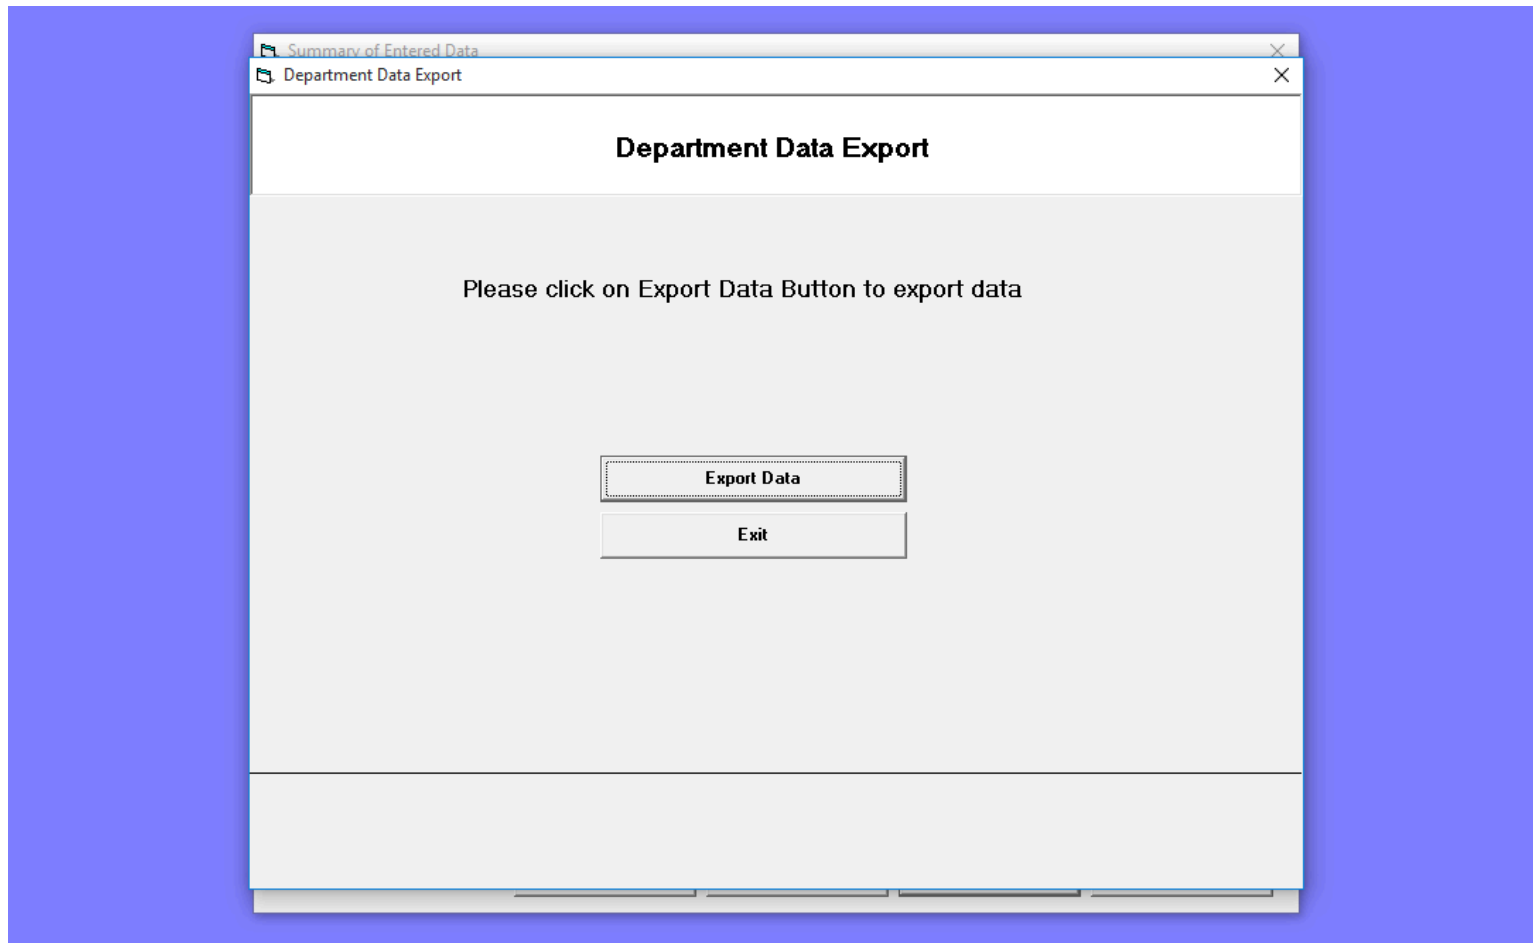 Summary of Entered Data
Department Data Export
Department Data Export
Please click on Export Data Button to export data
Export Data
Exit